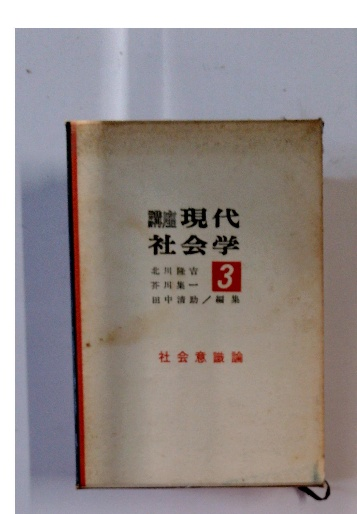 講座 現代
社会学
北川隆吉
芥川集一
3
田中清助／編集
社会意識論